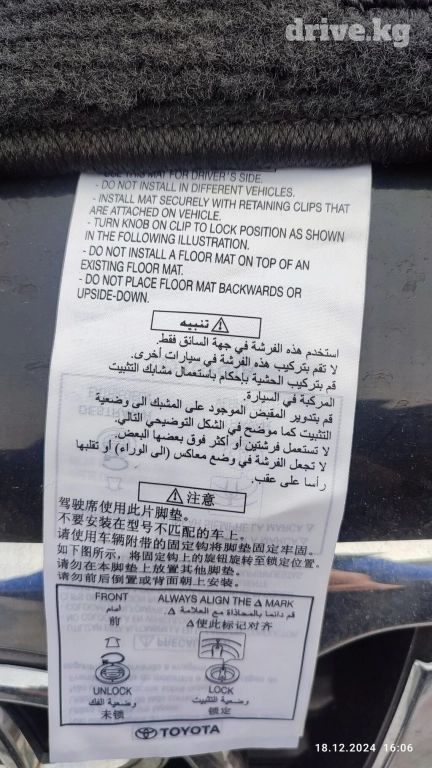 drive.kg
- USE THIS MAT FOR DRIVER'S SIDE.
- DO NOT INSTALL IN DIFFERENT VEHICLES.
- INSTALL MAT SECURELY WITH RETAINING CLIPS THAT
ARE ATTACHED ON VEHICLE.
- TURN KNOB ON CLIP TO LOCK POSITION AS SHOWN
IN THE FOLLOWING ILLUSTRATION.
- DO NOT INSTALL A FLOOR MAT ON TOP OF AN
EXISTING FLOOR MAT.
- DO NOT PLACE FLOOR MAT BACKWARDS OR
UPSIDE-DOWN.
⚠ تنبيه
استخدم هذه الفرشة في جهة السائق فقط.
لا تقم بتركيب هذه الفرشة في سيارات أخرى.
قم بتركيب الحشية بإحكام باستعمال مشابك التثبيت
المركبة في السيارة.
قم بتدوير المقبض الموجود على المشبك الى وضعية
التثبيت كما موضح في الشكل التوضيحي التالي.
لا تستعمل فرشتين أو أكثر فوق بعضها البعض.
لا تجعل الفرشة في وضع معاكس (الى الوراء) أو تقلبها
رأسا على عقب.
⚠ 注意
驾驶席使用此片脚垫。
不要安装在型号不匹配的车上。
请使用车辆附带的固定钩将脚垫固定牢固。
如下图所示，将固定钩上的旋钮旋转至锁定位置。
请勿在本脚垫上放置其他脚垫。
请勿前后倒置或背面朝上安装。
FRONT ALWAYS ALIGN THE Δ MARK
أمام قم دائما بالمحاذاة مع العلامة Δ
前 Δ使此标记对齐
UNLOCK LOCK
وضعية الفك وضعية التثبيت
未锁 锁定
TOYOTA
18.12.2024 16:06